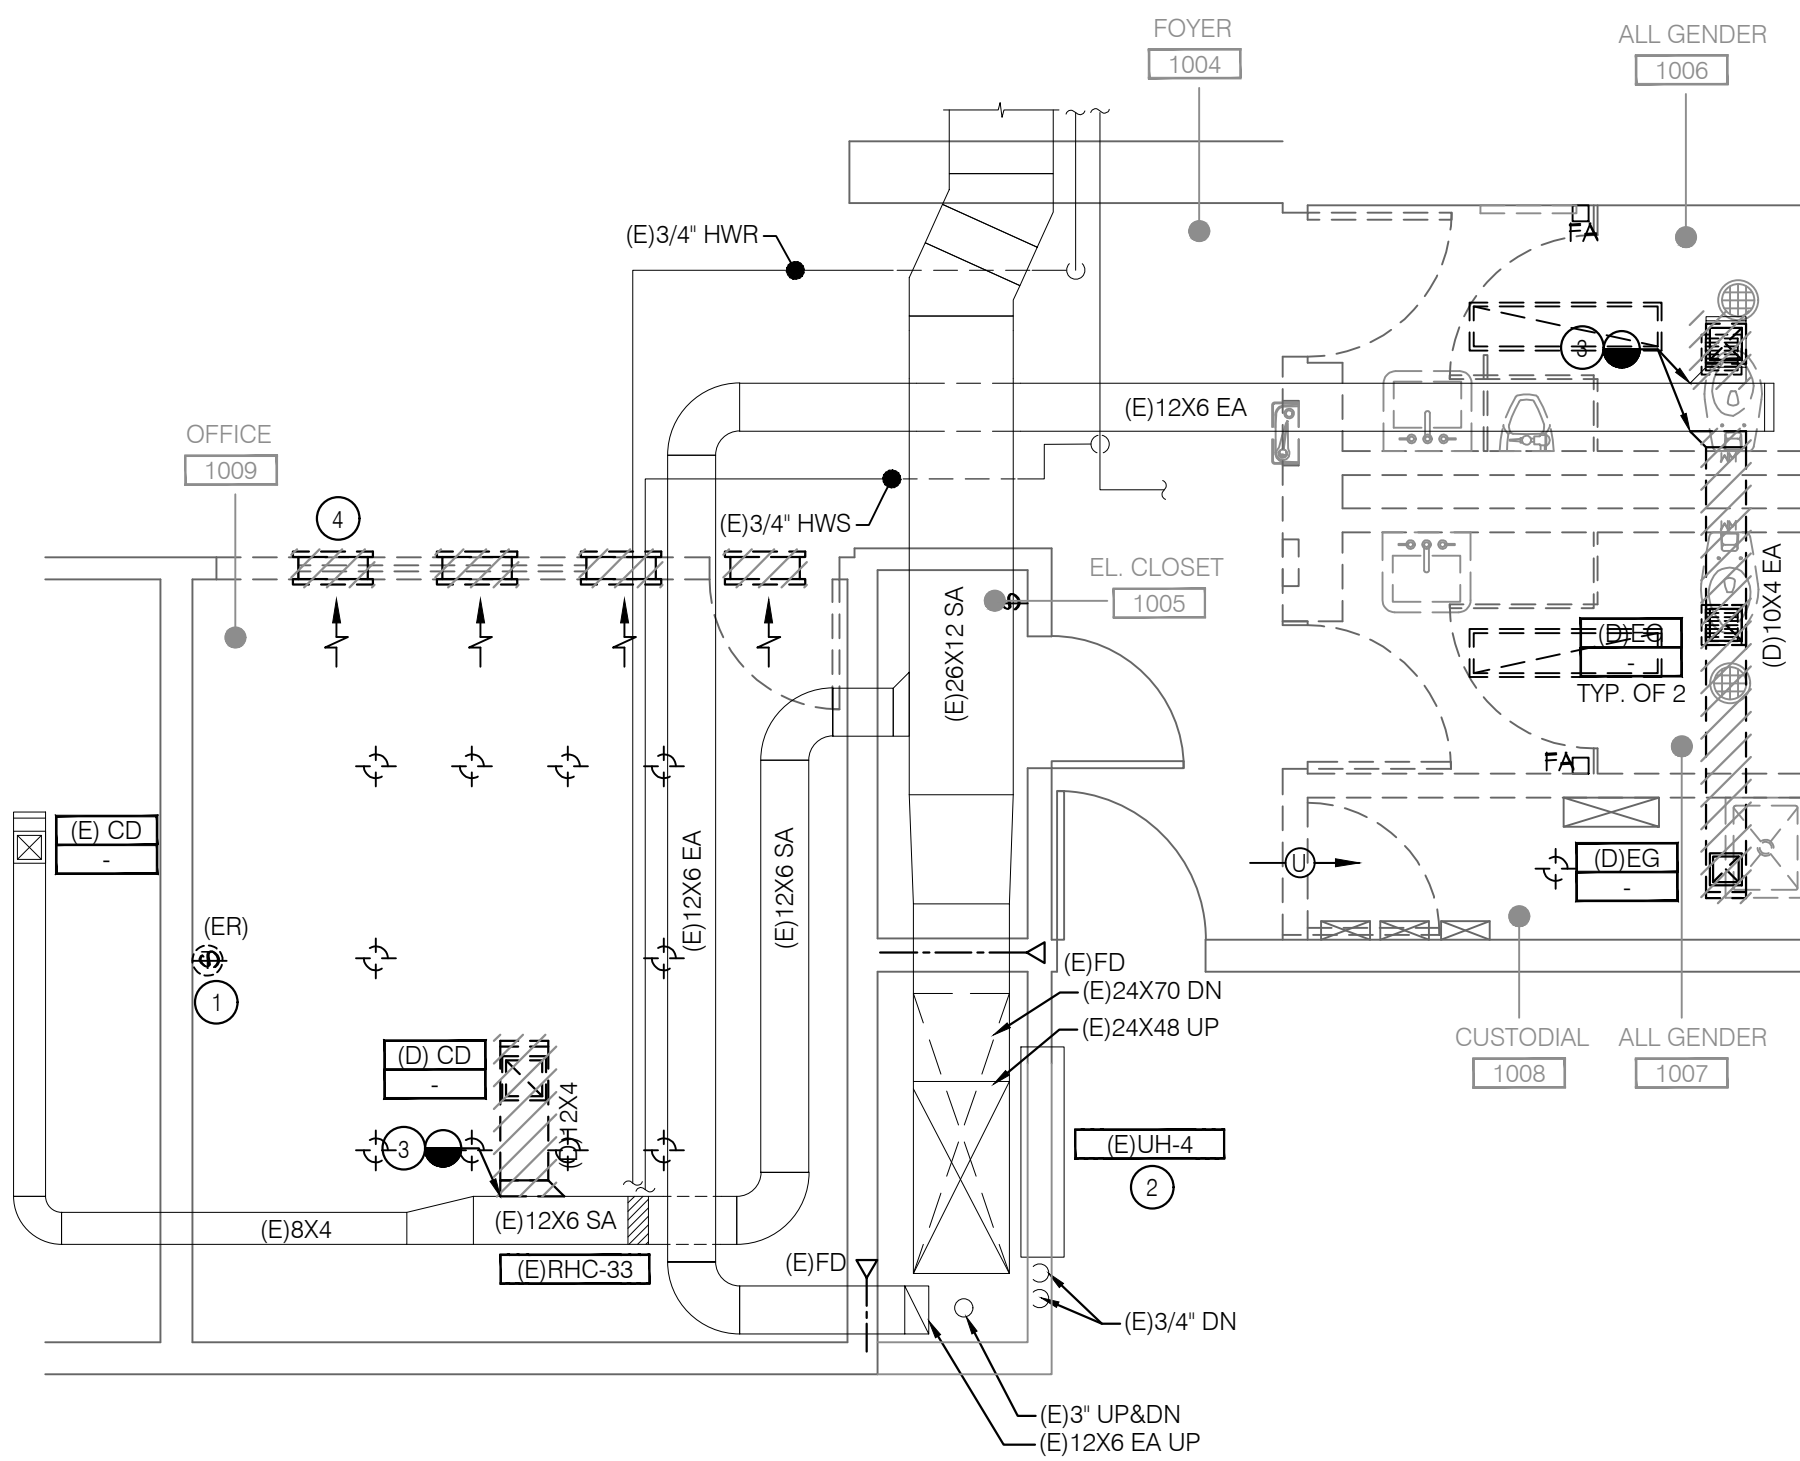 FOYER
1004
ALL GENDER
1006
(E)3/4" HWR
FA
3
(E)12X6 EA
OFFICE
1009
4
(E)3/4" HWS
EL. CLOSET
1005
(E)26X12 SA
(D)10X4 EA
(D)EG
-
TYP. OF 2
FA
(E) CD
-
(E)12X6 EA
(E)12X6 SA
U
(D)EG
-
(ER)
1
(E)FD
(E)24X70 DN
(E)24X48 UP
CUSTODIAL
1008
ALL GENDER
1007
(D) CD
-
(D)12X4
3
(E)UH-4
2
(E)8X4
(E)12X6 SA
(E)RHC-33
(E)FD
(E)3/4" DN
(E)3" UP&DN
(E)12X6 EA UP